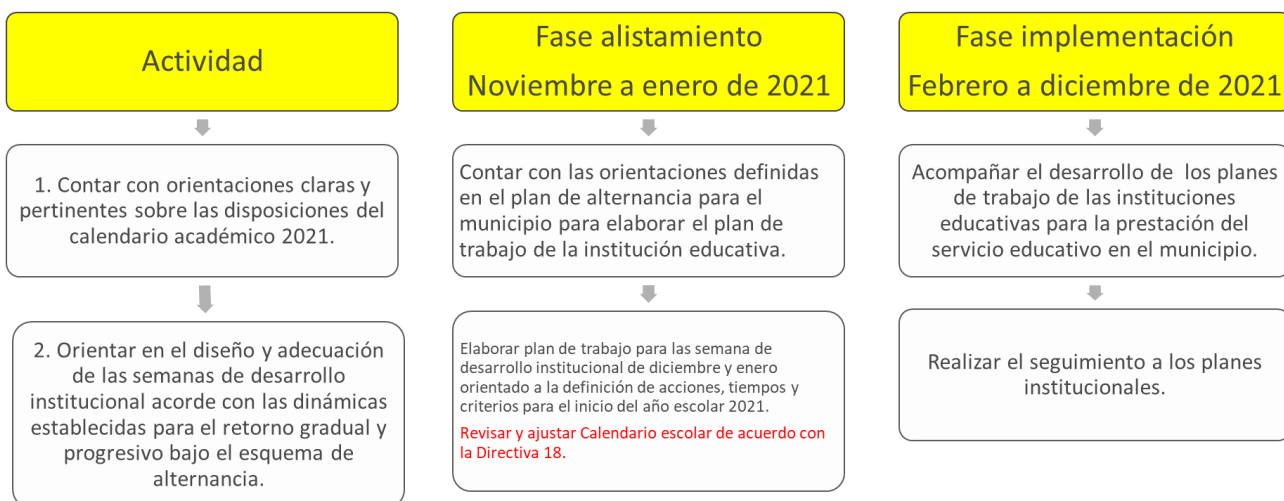 Actividad
1. Contar con orientaciones claras y
pertinentes sobre las disposiciones del
calendario académico 2021.
2. Orientar en el diseño y adecuación
de las semanas de desarrollo
institucional acorde con las dinámicas
establecidas para el retorno gradual y
progresivo bajo el esquema de
alternancia.
Fase alistamiento
Noviembre a enero de 2021
Contar con las orientaciones definidas
en el plan de alternancia para el
municipio para elaborar el plan de
trabajo de la institución educativa.
Elaborar plan de trabajo para las semana de
desarrollo institucional de diciembre y enero
orientado a la definición de acciones, tiempos y
criterios para el inicio del año escolar 2021.
Revisar y ajustar Calendario escolar de acuerdo con
la Directiva 18.
Fase implementación
Febrero a diciembre de 2021
Acompañar el desarrollo de los planes
de trabajo de las instituciones
educativas para la prestación del
servicio educativo en el municipio.
Realizar el seguimiento a los planes
institucionales.